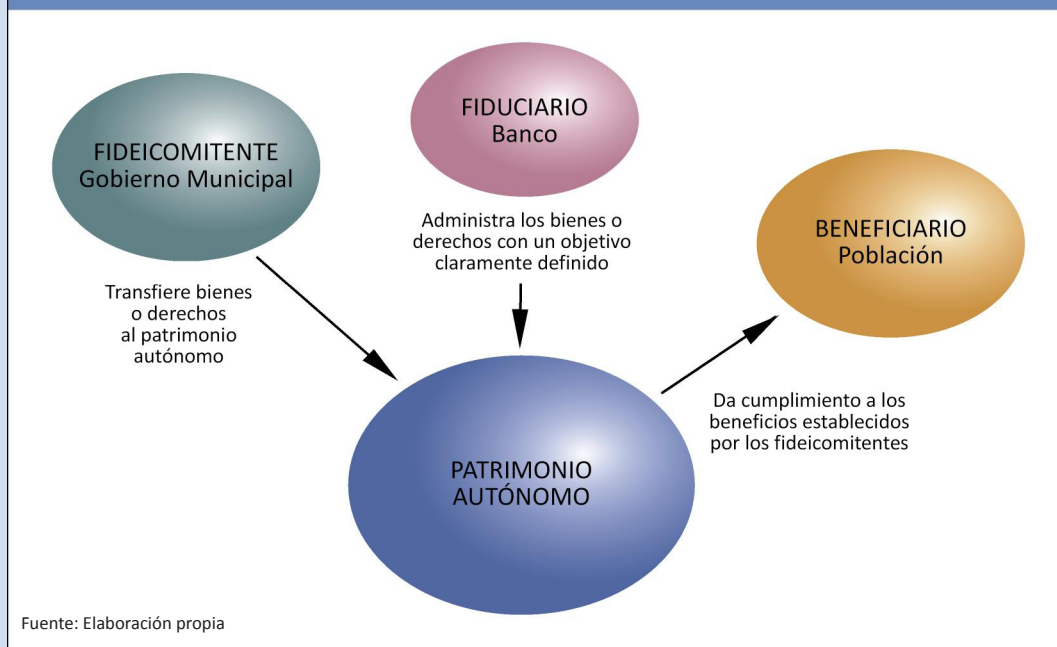 FIDEICOMITENTE
Gobierno Municipal
Transfiere bienes
o derechos
al patrimonio
autónomo
FIDUCIARIO
Banco
Administra los bienes o
derechos con un objetivo
claramente definido
BENEFICIARIO
Población
PATRIMONIO
AUTÓNOMO
Da cumplimiento a los
beneficios establecidos
por los fideicomitentes
Fuente: Elaboración propia